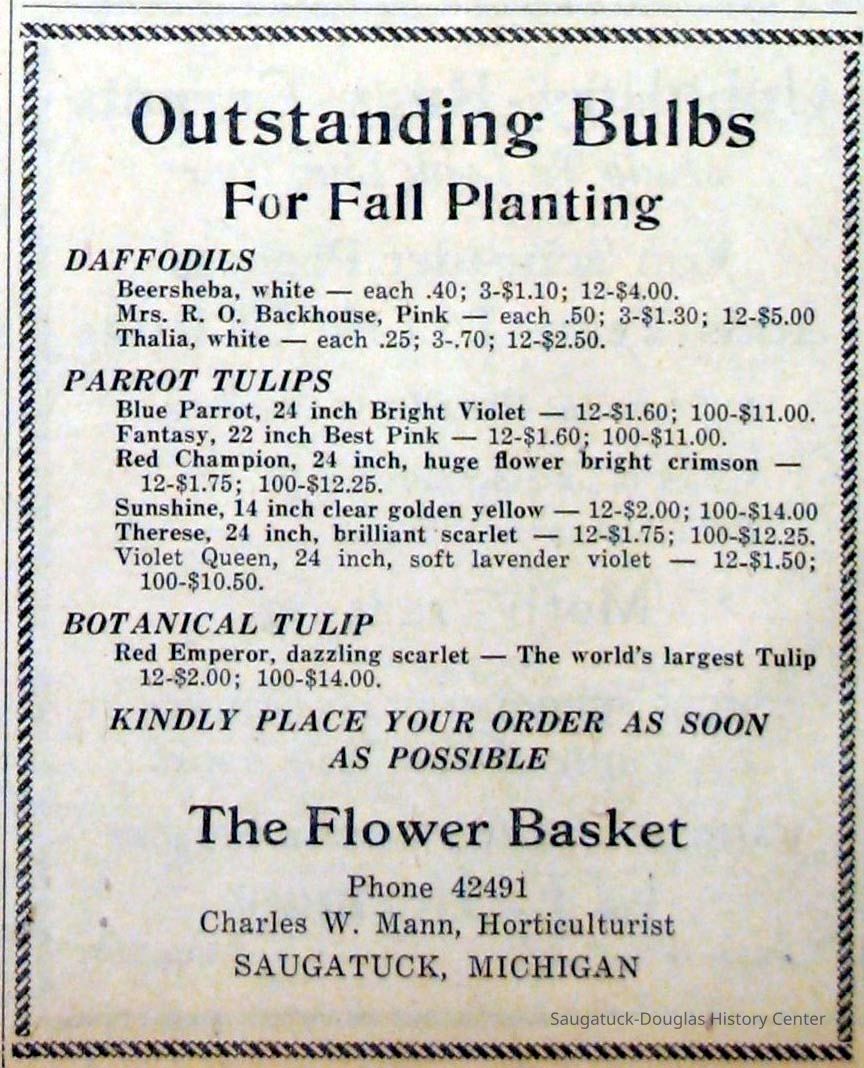 Outstanding Bulbs
For Fall Planting
DAFFODILS
Beersheba, white — each .40; 3-$1.10; 12-$4.00.
Mrs. R. O. Backhouse, Pink — each .50; 3-$1.30; 12-$5.00
Thalia, white — each .25; 3-.70; 12-$2.50.
PARROT TULIPS
Blue Parrot, 24 inch Bright Violet — 12-$1.60; 100-$11.00.
Fantasy, 22 inch Best Pink — 12-$1.60; 100-$11.00.
Red Champion, 24 inch, huge flower bright crimson —
12-$1.75; 100-$12.25.
Sunshine, 14 inch clear golden yellow — 12-$2.00; 100-$14.00
Therese, 24 inch, brilliant scarlet — 12-$1.75; 100-$12.25.
Violet Queen, 24 inch, soft lavender violet — 12-$1.50;
100-$10.50.
BOTANICAL TULIP
Red Emperor, dazzling scarlet — The world's largest Tulip
12-$2.00; 100-$14.00.
KINDLY PLACE YOUR ORDER AS SOON
AS POSSIBLE
The Flower Basket
Phone 42491
Charles W. Mann, Horticulturist
SAUGATUCK, MICHIGAN
Saugatuck-Douglas History Center